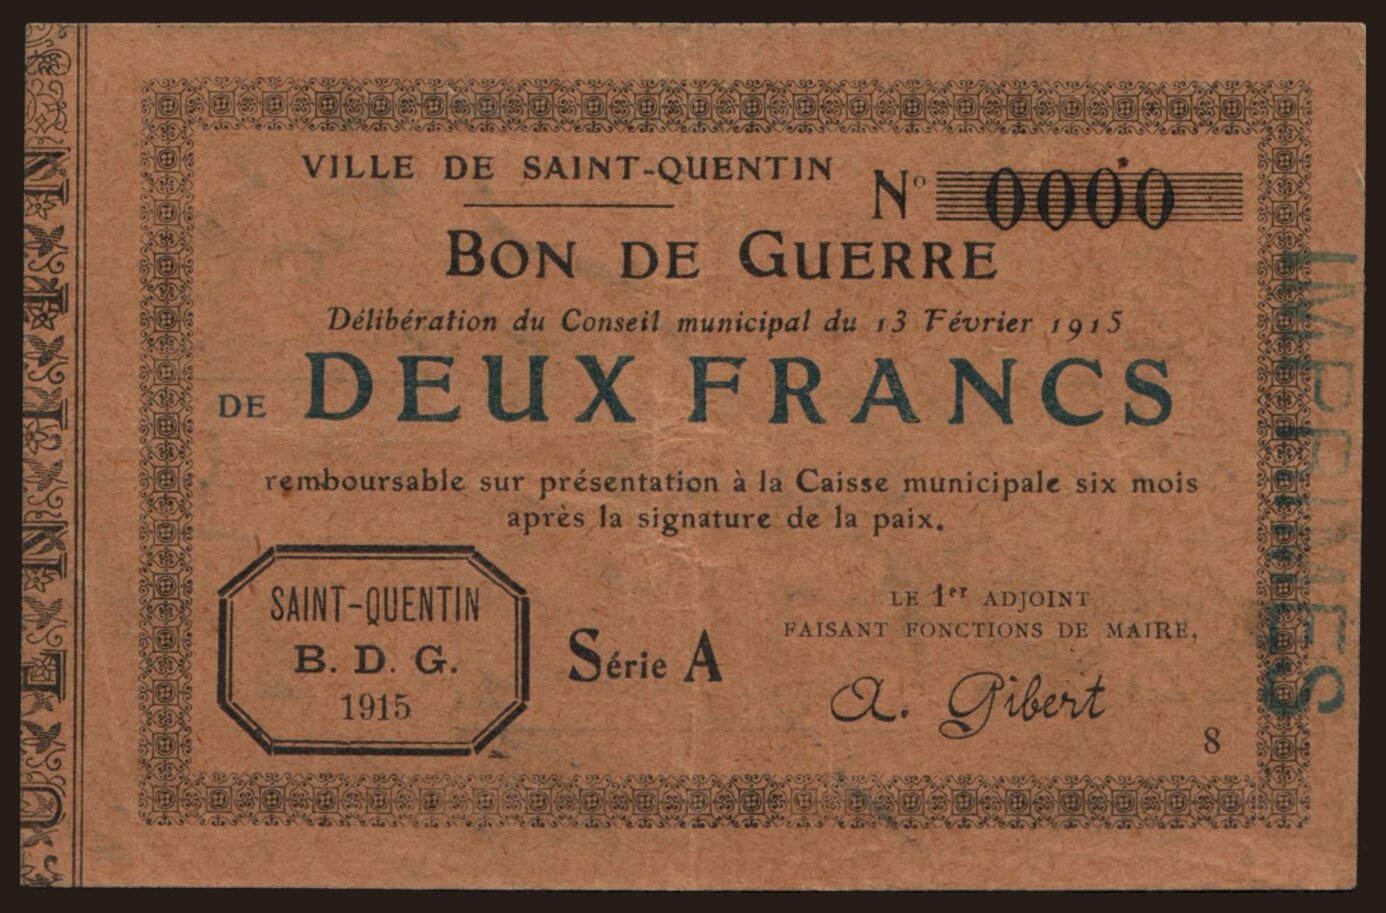 VILLE DE SAINT-QUENTIN
Nº 0000
BON DE GUERRE
Délibération du Conseil municipal du 13 Février 1915
DE DEUX FRANCS
remboursable sur présentation à la Caisse municipale six mois
après la signature de la paix.
SAINT-QUENTIN
B. D. G.
1915
Série A
LE 1er ADJOINT
FAISANT FONCTIONS DE MAIRE,
A. Gibert
8
IMPRIMES
QUENTIN